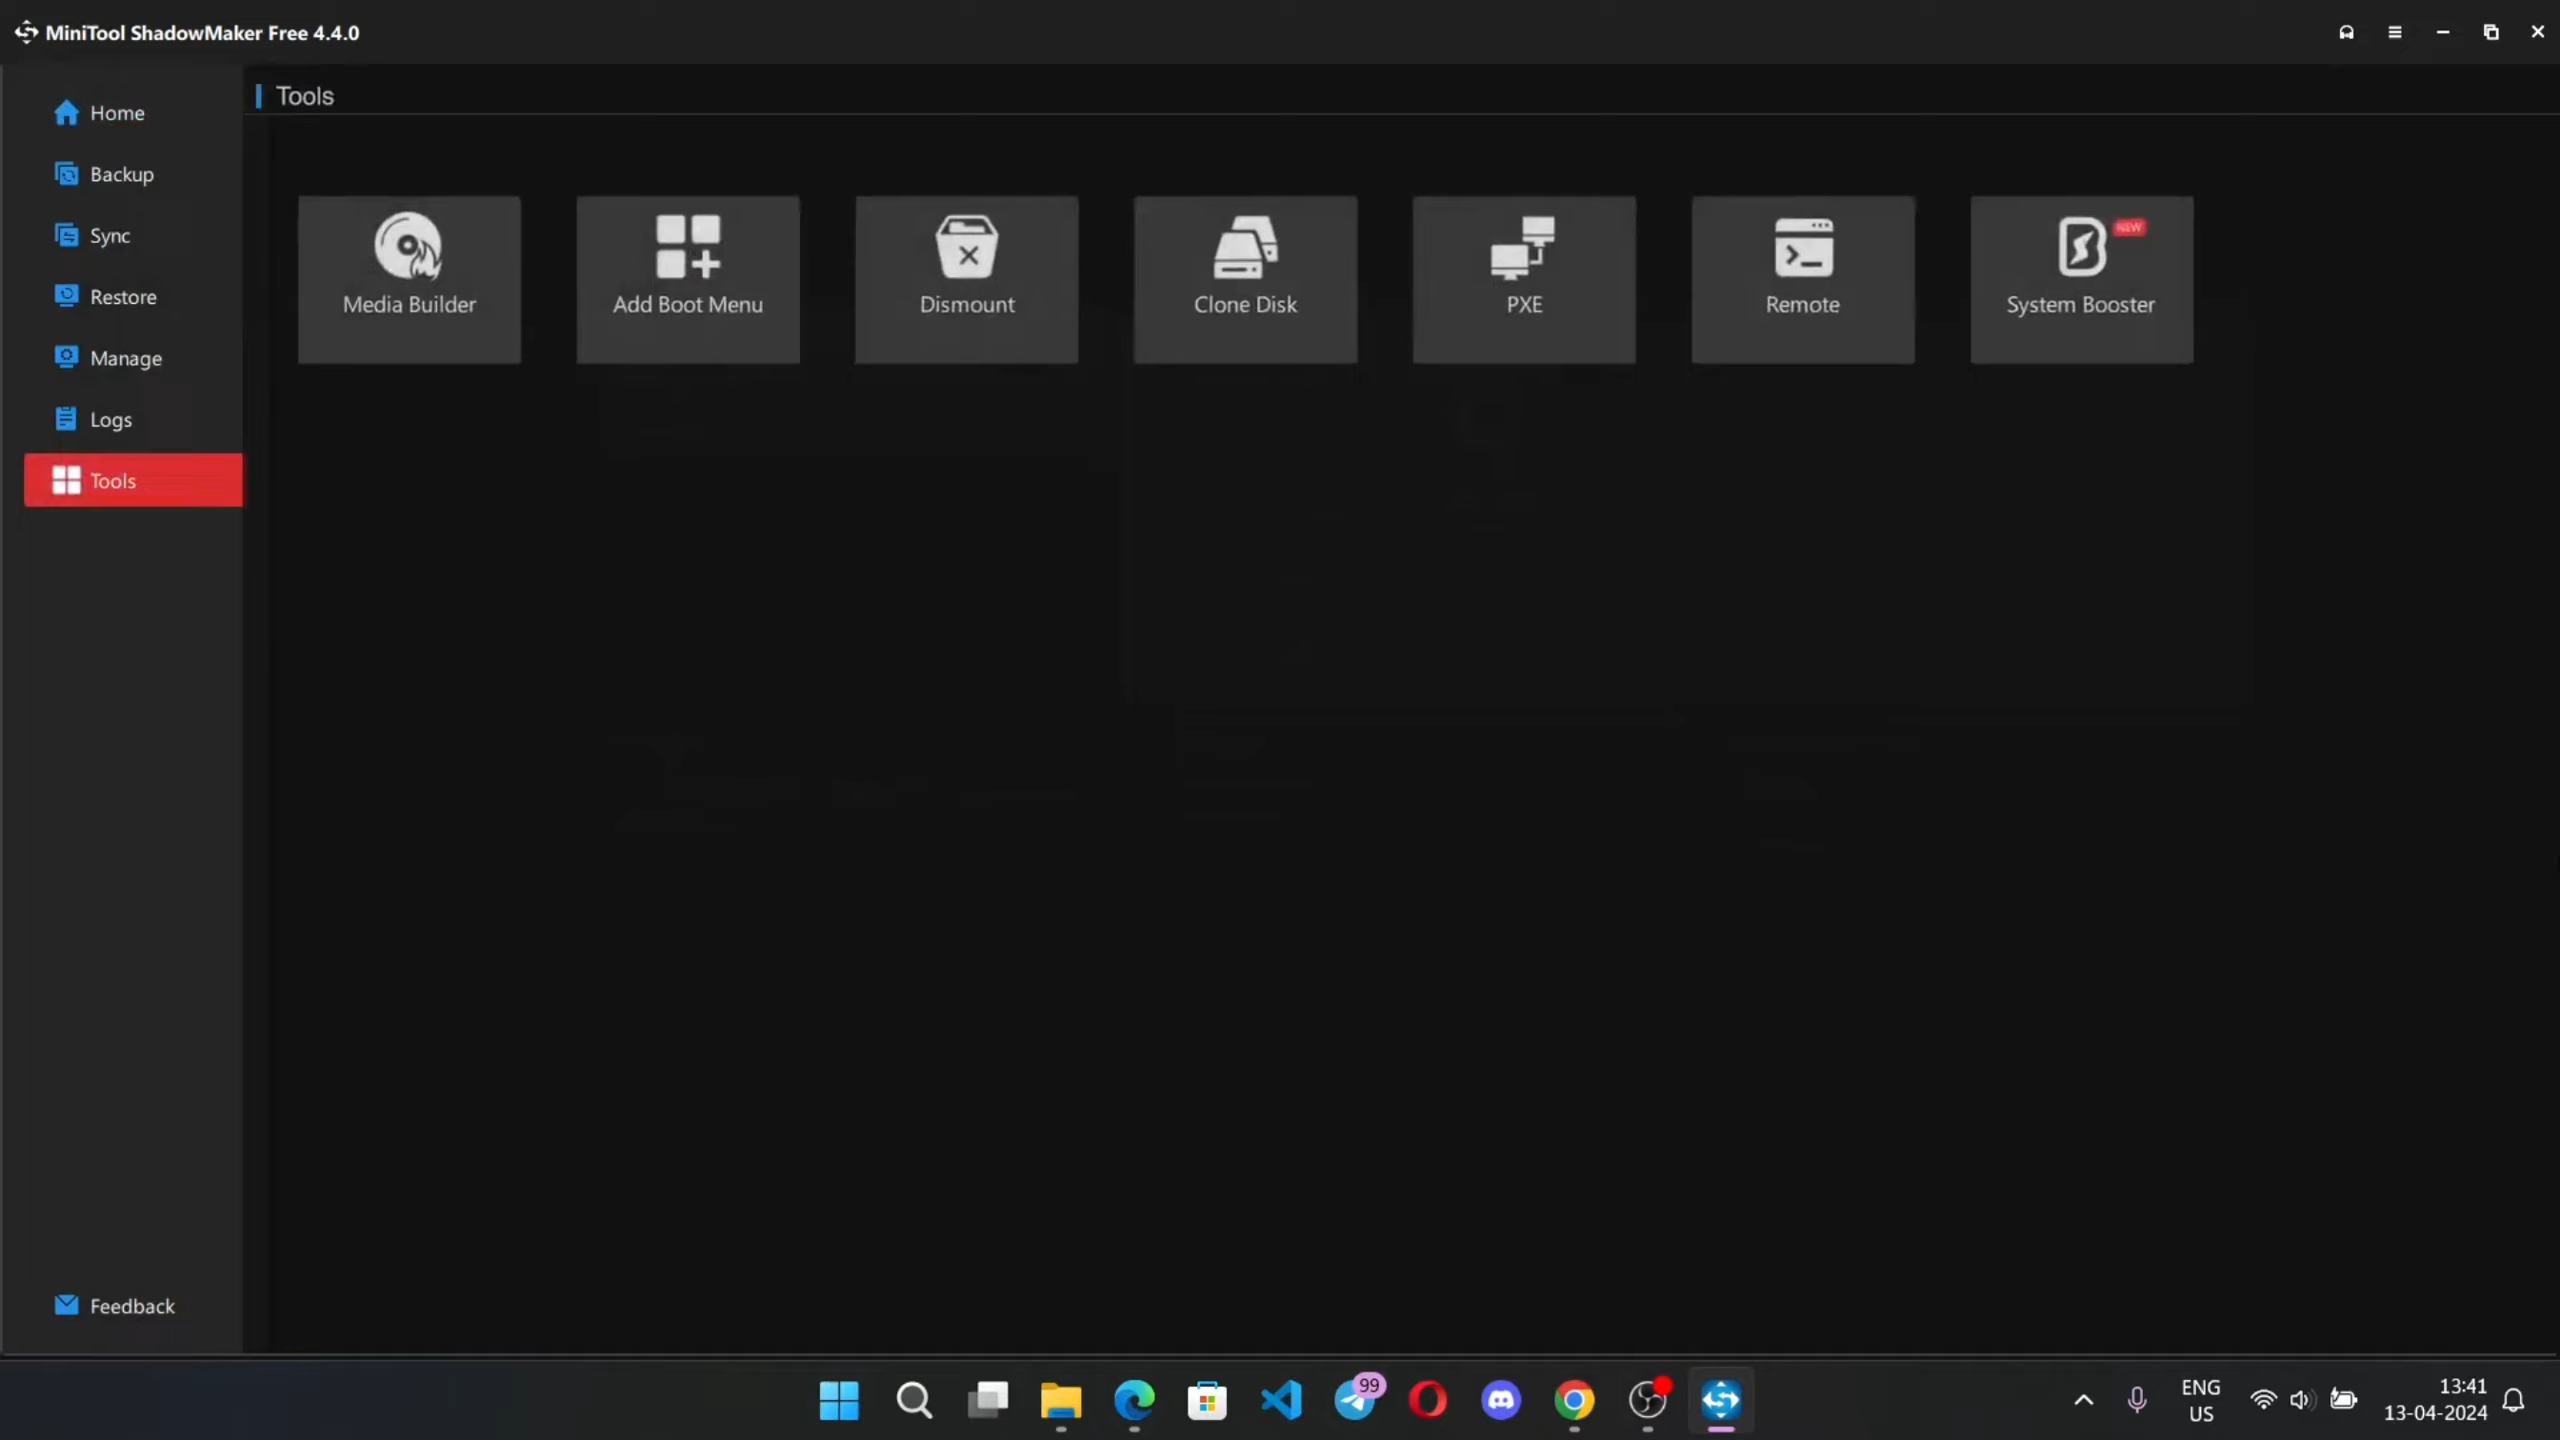 MiniTool ShadowMaker Free 4.4.0
Home
Backup
Sync
Restore
Manage
Logs
Tools
Feedback
Tools
Media Builder
Add Boot Menu
Dismount
Clone Disk
PXE
Remote
NEW
System Booster
99
ENG
US
13:41
13-04-2024